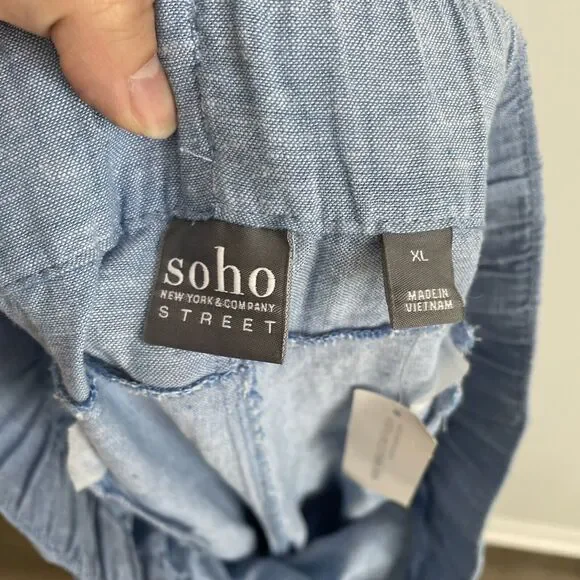 soho
NEW YORK & COMPANY
STREET
XL
MADE IN
VIETNAM